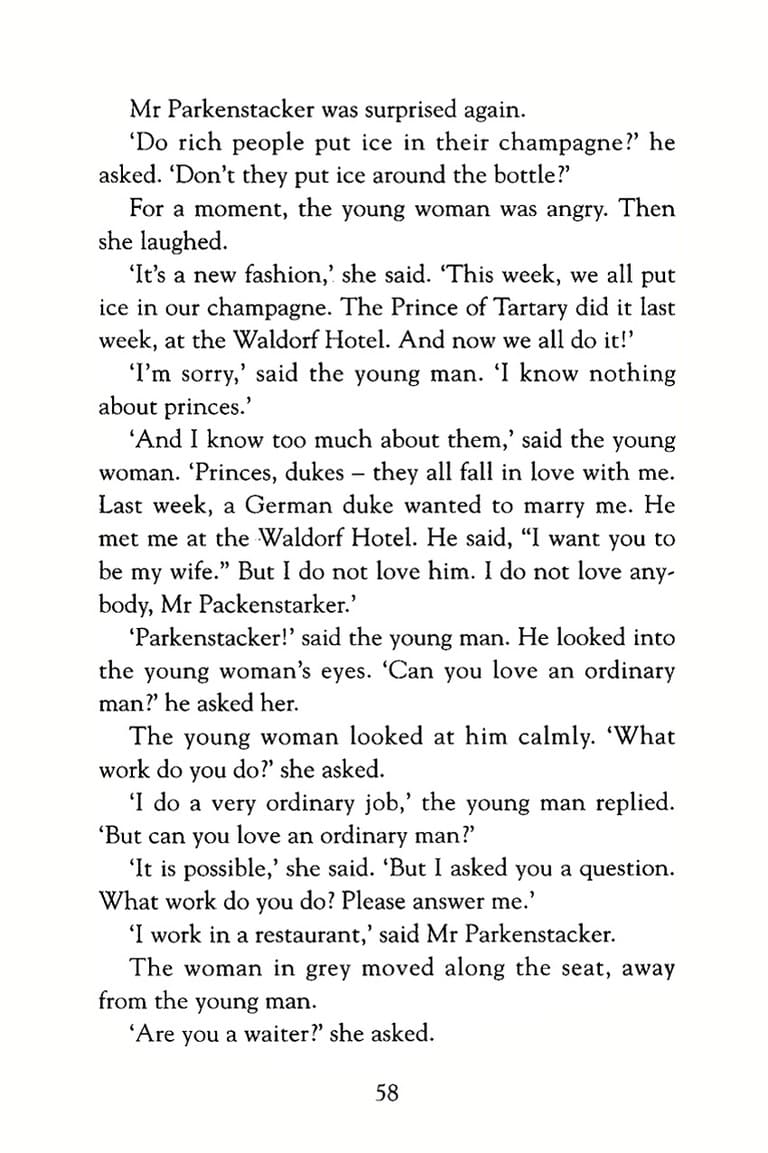 Mr Parkenstacker was surprised again.
‘Do rich people put ice in their champagne?’ he
asked. ‘Don’t they put ice around the bottle?’
For a moment, the young woman was angry. Then
she laughed.
‘It’s a new fashion,’ she said. ‘This week, we all put
ice in our champagne. The Prince of Tartary did it last
week, at the Waldorf Hotel. And now we all do it!’
‘I’m sorry,’ said the young man. ‘I know nothing
about princes.’
‘And I know too much about them,’ said the young
woman. ‘Princes, dukes – they all fall in love with me.
Last week, a German duke wanted to marry me. He
met me at the Waldorf Hotel. He said, “I want you to
be my wife.” But I do not love him. I do not love any-
body, Mr Packenstarker.’
‘Parkenstacker!’ said the young man. He looked into
the young woman’s eyes. ‘Can you love an ordinary
man?’ he asked her.
The young woman looked at him calmly. ‘What
work do you do?’ she asked.
‘I do a very ordinary job,’ the young man replied.
‘But can you love an ordinary man?’
‘It is possible,’ she said. ‘But I asked you a question.
What work do you do? Please answer me.’
‘I work in a restaurant,’ said Mr Parkenstacker.
The woman in grey moved along the seat, away
from the young man.
‘Are you a waiter?’ she asked.
58